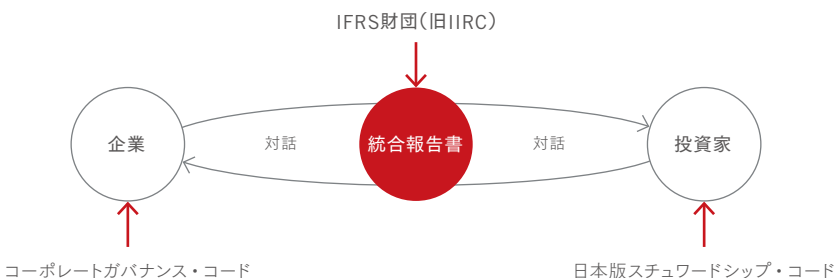 IFRS財団（旧IIRC）
企業
対話
統合報告書
対話
投資家
コーポレートガバナンス・コード
日本版スチュワードシップ・コード